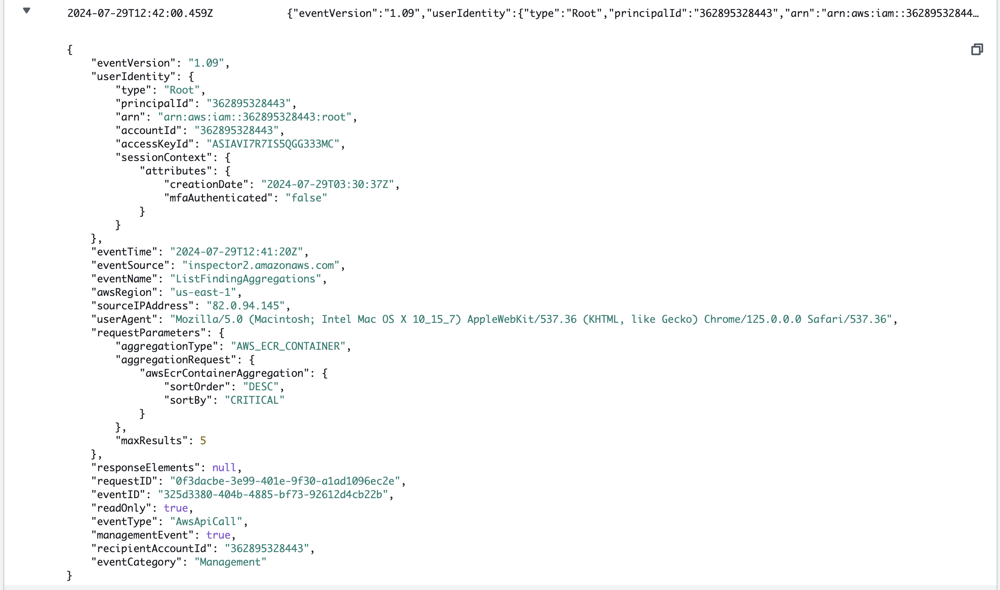 2024-07-29T12:42:00.459Z {"eventVersion":"1.09","userIdentity":{"type":"Root","principalId":"362895328443","arn":"arn:aws:iam::36289532844…
{
    "eventVersion": "1.09",
    "userIdentity": {
        "type": "Root",
        "principalId": "362895328443",
        "arn": "arn:aws:iam::362895328443:root",
        "accountId": "362895328443",
        "accessKeyId": "ASIAVI7R7IS5QGG333MC",
        "sessionContext": {
            "attributes": {
                "creationDate": "2024-07-29T03:30:37Z",
                "mfaAuthenticated": "false"
            }
        }
    },
    "eventTime": "2024-07-29T12:41:20Z",
    "eventSource": "inspector2.amazonaws.com",
    "eventName": "ListFindingAggregations",
    "awsRegion": "us-east-1",
    "sourceIPAddress": "82.0.94.145",
    "userAgent": "Mozilla/5.0 (Macintosh; Intel Mac OS X 10_15_7) AppleWebKit/537.36 (KHTML, like Gecko) Chrome/125.0.0.0 Safari/537.36",
    "requestParameters": {
        "aggregationType": "AWS_ECR_CONTAINER",
        "aggregationRequest": {
            "awsEcrContainerAggregation": {
                "sortOrder": "DESC",
                "sortBy": "CRITICAL"
            }
        },
        "maxResults": 5
    },
    "responseElements": null,
    "requestID": "0f3dacbe-3e99-401e-9f30-a1ad1096ec2e",
    "eventID": "325d3380-404b-4885-bf73-92612d4cb22b",
    "readOnly": true,
    "eventType": "AwsApiCall",
    "managementEvent": true,
    "recipientAccountId": "362895328443",
    "eventCategory": "Management"
}